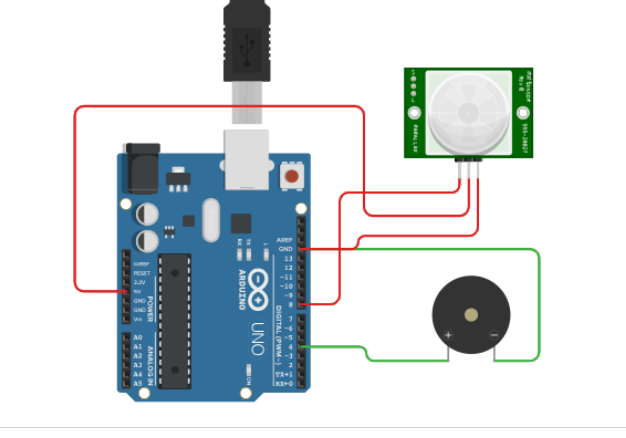 AREF
GND
13
12
~11
~10
~9
8
7
~6
~5
4
~3
2
TX→1
RX←0
DIGITAL (PWM~)
IOREF
RESET
3.3V
5V
GND
GND
Vin
POWER
A0
A1
A2
A3
A4
A5
ANALOG IN
RX
TX
L
ARDUINO
UNO
ON
PIR Sensor
Rev B
555-28027
PARALLAX
+
-